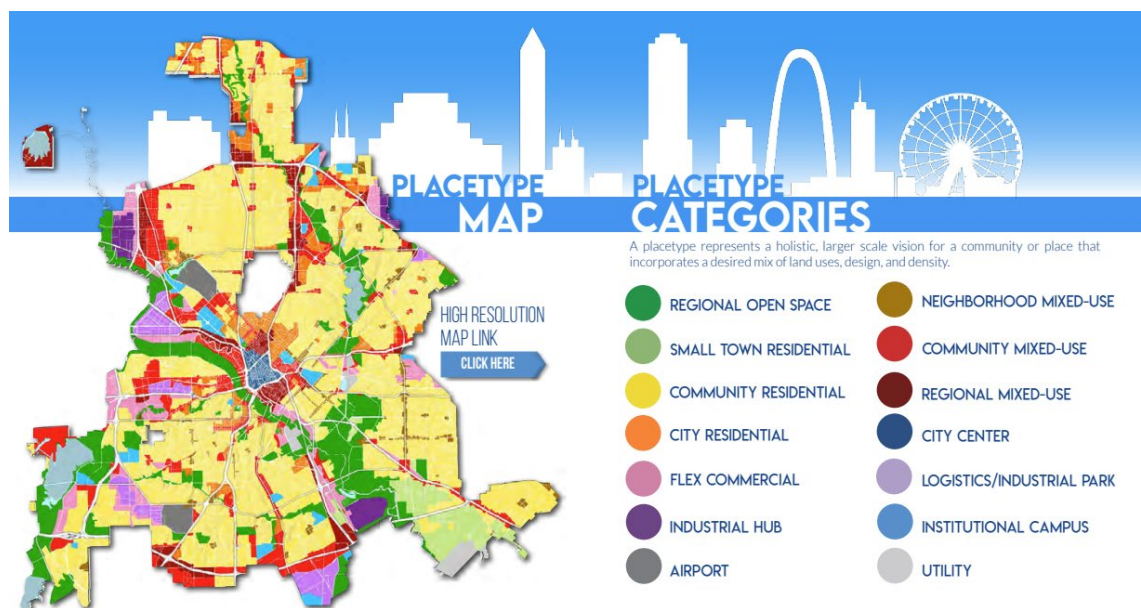 PLACETYPE
MAP
HIGH RESOLUTION
MAP LINK
CLICK HERE
PLACETYPE
CATEGORIES
A placetype represents a holistic, larger scale vision for a community or place that
incorporates a desired mix of land uses, design, and density.
REGIONAL OPEN SPACE
SMALL TOWN RESIDENTIAL
COMMUNITY RESIDENTIAL
CITY RESIDENTIAL
FLEX COMMERCIAL
INDUSTRIAL HUB
AIRPORT
NEIGHBORHOOD MIXED-USE
COMMUNITY MIXED-USE
REGIONAL MIXED-USE
CITY CENTER
LOGISTICS/INDUSTRIAL PARK
INSTITUTIONAL CAMPUS
UTILITY